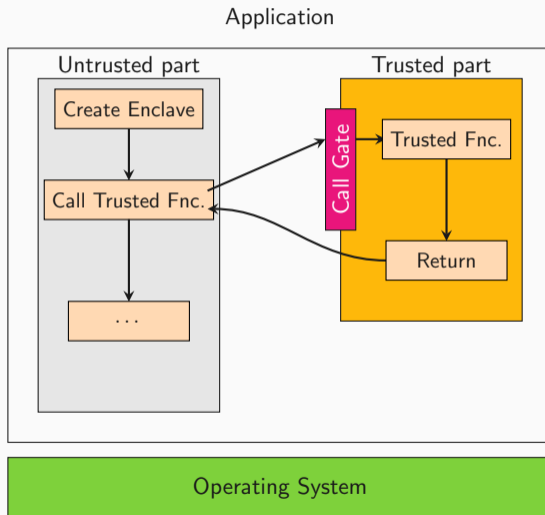 Application
Untrusted part
Trusted part
Create Enclave
Call Trusted Fnc.
...
Call Gate
Trusted Fnc.
Return
Operating System